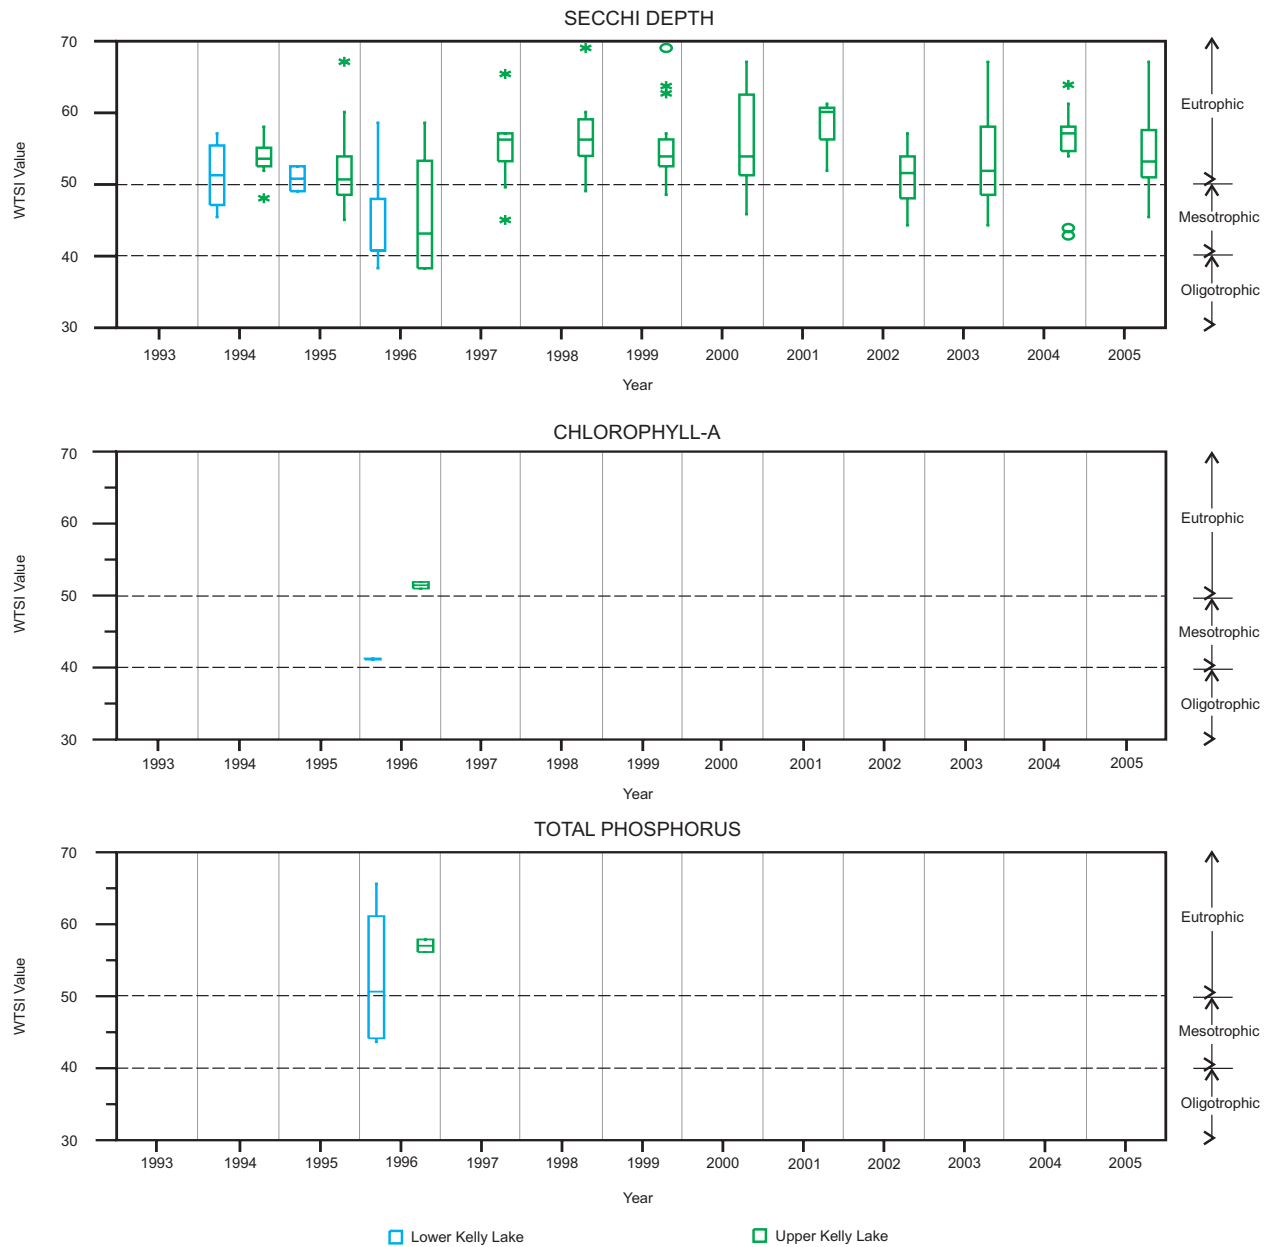 SECCHI DEPTH
70
60
50
40
30
WTSI Value
Eutrophic
Mesotrophic
Oligotrophic
1993 1994 1995 1996 1997 1998 1999 2000 2001 2002 2003 2004 2005
Year
CHLOROPHYLL-A
70
60
50
40
30
WTSI Value
Eutrophic
Mesotrophic
Oligotrophic
1993 1994 1995 1996 1997 1998 1999 2000 2001 2002 2003 2004 2005
Year
TOTAL PHOSPHORUS
70
60
50
40
30
WTSI Value
Eutrophic
Mesotrophic
Oligotrophic
1993 1994 1995 1996 1997 1998 1999 2000 2001 2002 2003 2004 2005
Year
Lower Kelly Lake
Upper Kelly Lake